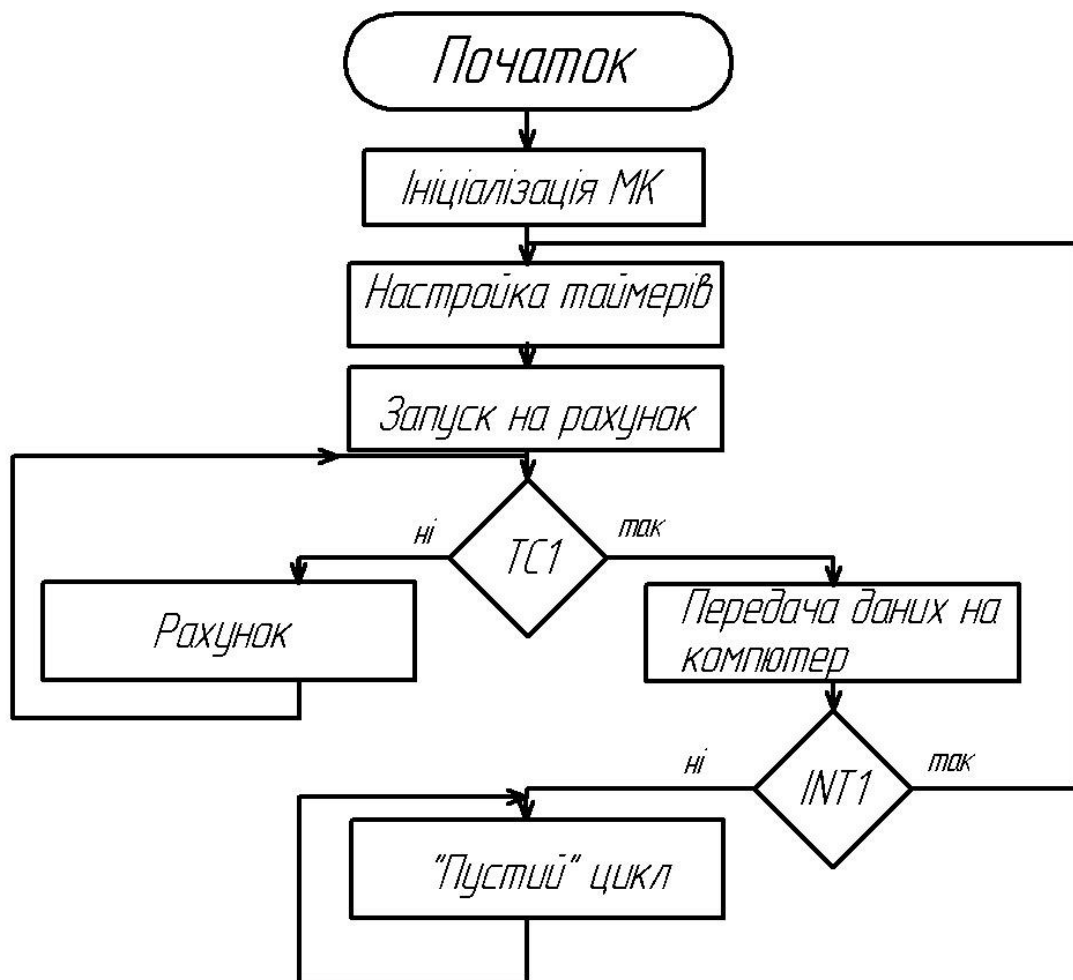 Початок
Ініціалізація МК
Настройка таймерів
Запуск на рахунок
ні
так
ТС1
Рахунок
Передача даних на
компютер
ні
так
INT1
"Пустий" цикл